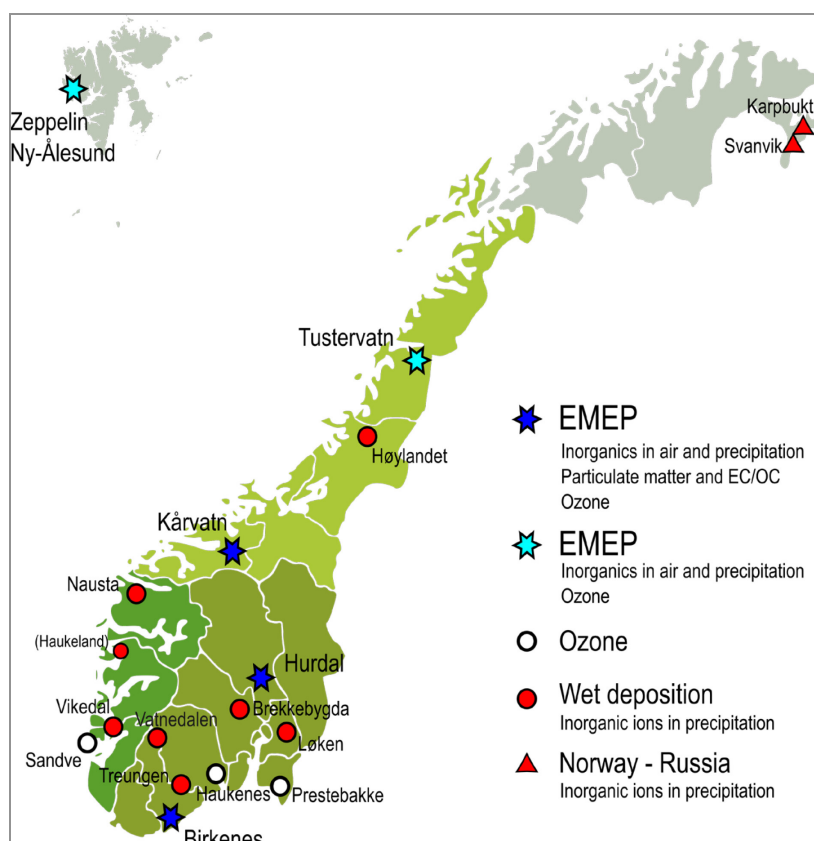 Zeppelin
Ny-Ålesund
Karpbukt
Svanvik
Tustervatn
Høylandet
Kårvatn
Nausta
(Haukeland)
Hurdal
Vikedal
Vatnedalen
Brekkebygda
Sandve
Løken
Treungen
Haukenes
Prestebakke
Birkenes
EMEP
Inorganics in air and precipitation
Particulate matter and EC/OC
Ozone
EMEP
Inorganics in air and precipitation
Ozone
Ozone
Wet deposition
Inorganic ions in precipitation
Norway - Russia
Inorganic ions in precipitation